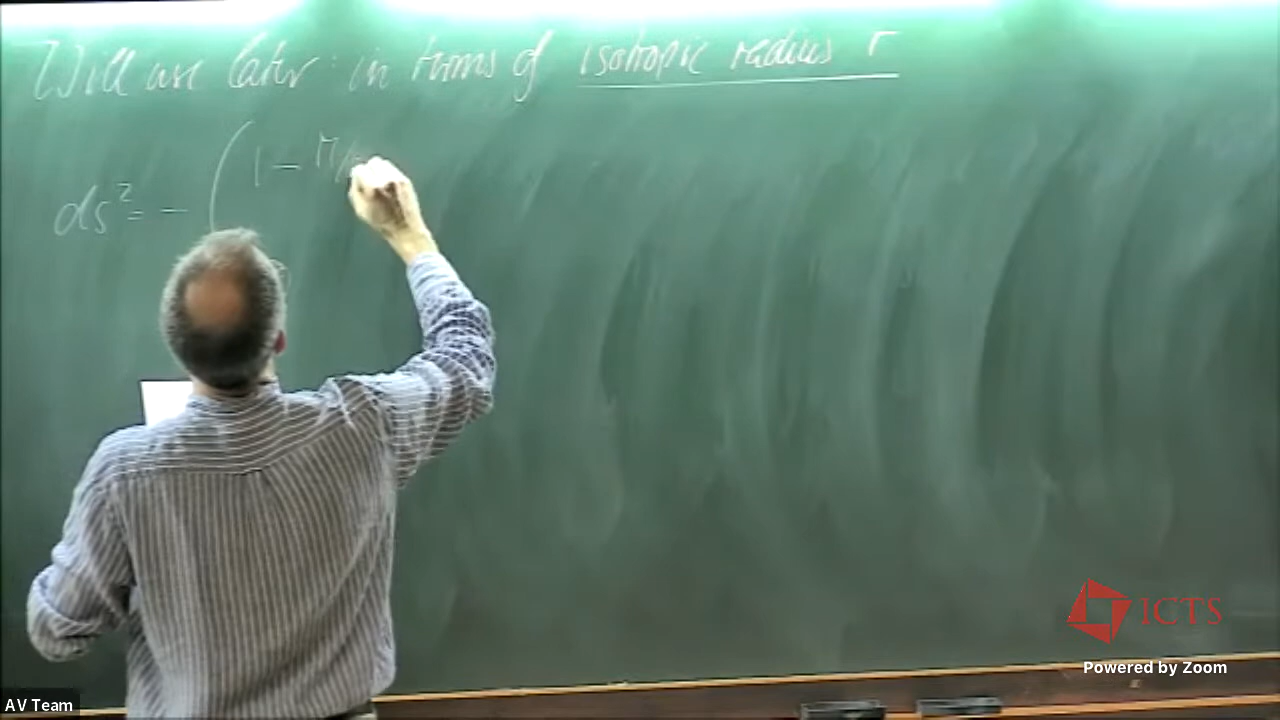 Will use later: in terms of isotropic radius r
ds² = - ( 1 - M/
ICTS
Powered by Zoom
AV Team